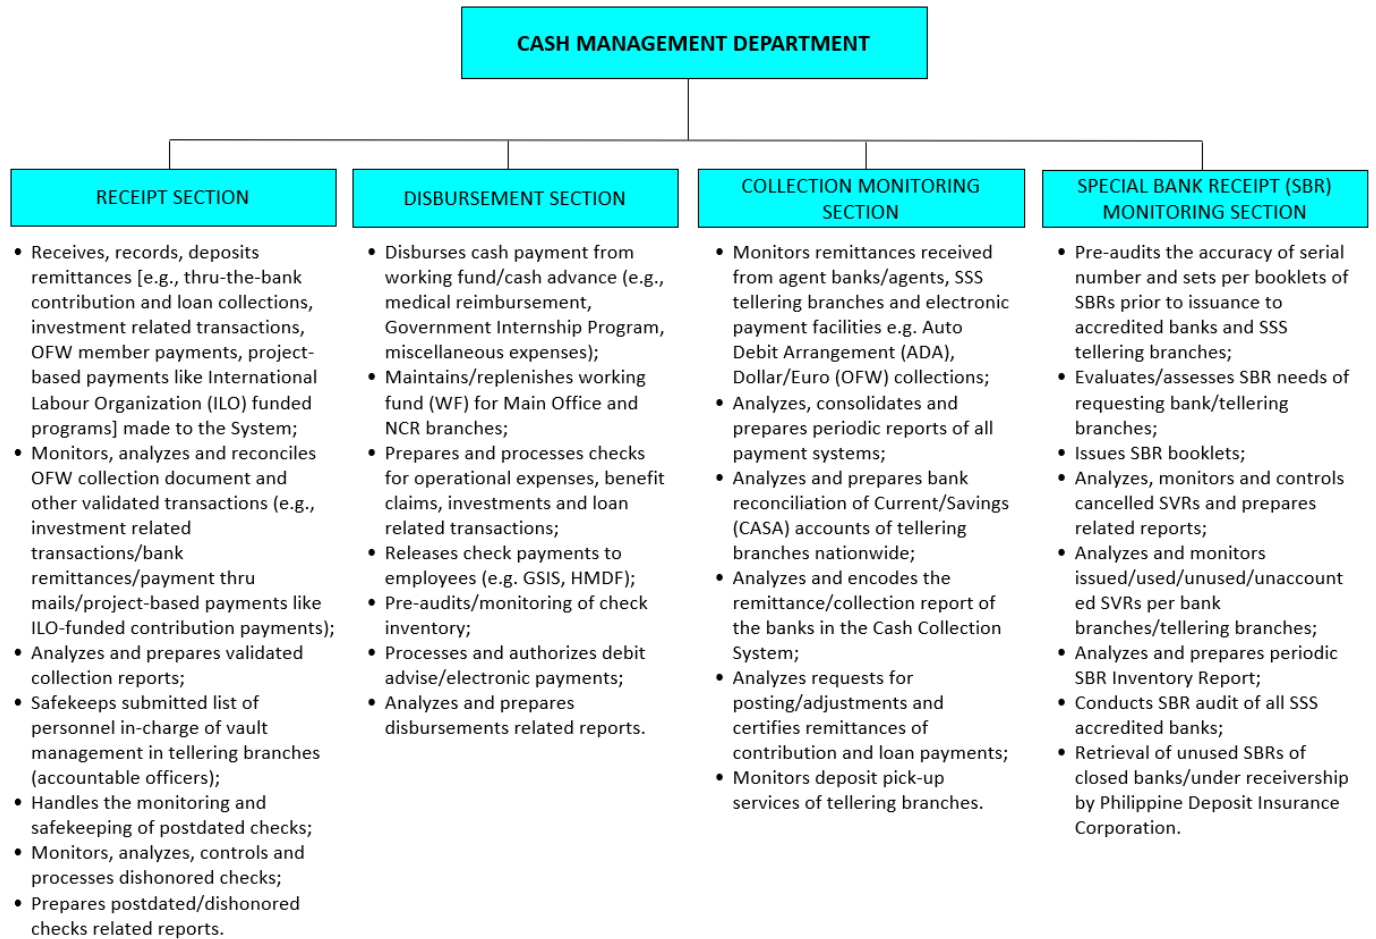 CASH MANAGEMENT DEPARTMENT
RECEIPT SECTION
• Receives, records, deposits
remittances [e.g., thru-the-bank
contribution and loan collections,
investment related transactions,
OFW member payments, project-
based payments like International
Labour Organization (ILO) funded
programs] made to the System;
• Monitors, analyzes and reconciles
OFW collection document and
other validated transactions (e.g.,
investment related
transactions/bank
remittances/payment thru
mails/project-based payments like
ILO-funded contribution payments);
• Analyzes and prepares validated
collection reports;
• Safekeeps submitted list of
personnel in-charge of vault
management in tellering branches
(accountable officers);
• Handles the monitoring and
safekeeping of postdated checks;
• Monitors, analyzes, controls and
processes dishonored checks;
• Prepares postdated/dishonored
checks related reports.
DISBURSEMENT SECTION
• Disburses cash payment from
working fund/cash advance (e.g.,
medical reimbursement,
Government Internship Program,
miscellaneous expenses);
• Maintains/replenishes working
fund (WF) for Main Office and
NCR branches;
• Prepares and processes checks
for operational expenses, benefit
claims, investments and loan
related transactions;
• Releases check payments to
employees (e.g. GSIS, HMDF);
• Pre-audits/monitoring of check
inventory;
• Processes and authorizes debit
advise/electronic payments;
• Analyzes and prepares
disbursements related reports.
COLLECTION MONITORING
SECTION
• Monitors remittances received
from agent banks/agents, SSS
tellering branches and electronic
payment facilities e.g. Auto
Debit Arrangement (ADA),
Dollar/Euro (OFW) collections;
• Analyzes, consolidates and
prepares periodic reports of all
payment systems;
• Analyzes and prepares bank
reconciliation of Current/Savings
(CASA) accounts of tellering
branches nationwide;
• Analyzes and encodes the
remittance/collection report of
the banks in the Cash Collection
System;
• Analyzes requests for
posting/adjustments and
certifies remittances of
contribution and loan payments;
• Monitors deposit pick-up
services of tellering branches.
SPECIAL BANK RECEIPT (SBR)
MONITORING SECTION
• Pre-audits the accuracy of serial
number and sets per booklets of
SBRs prior to issuance to
accredited banks and SSS
tellering branches;
• Evaluates/assesses SBR needs of
requesting bank/tellering
branches;
• Issues SBR booklets;
• Analyzes, monitors and controls
cancelled SVRs and prepares
related reports;
• Analyzes and monitors
issued/used/unused/unaccount
ed SVRs per bank
branches/tellering branches;
• Analyzes and prepares periodic
SBR Inventory Report;
• Conducts SBR audit of all SSS
accredited banks;
• Retrieval of unused SBRs of
closed banks/under receivership
by Philippine Deposit Insurance
Corporation.